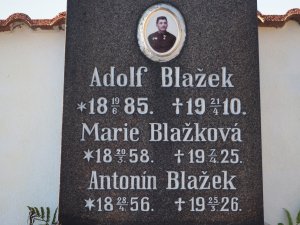 Adolf Blažek
✶18 19/6 85. †19 21/4 10.
Marie Blažková
✶18 20/3 58. †19 7/4 25.
Antonín Blažek
✶18 28/4 56. †19 25/3 26.